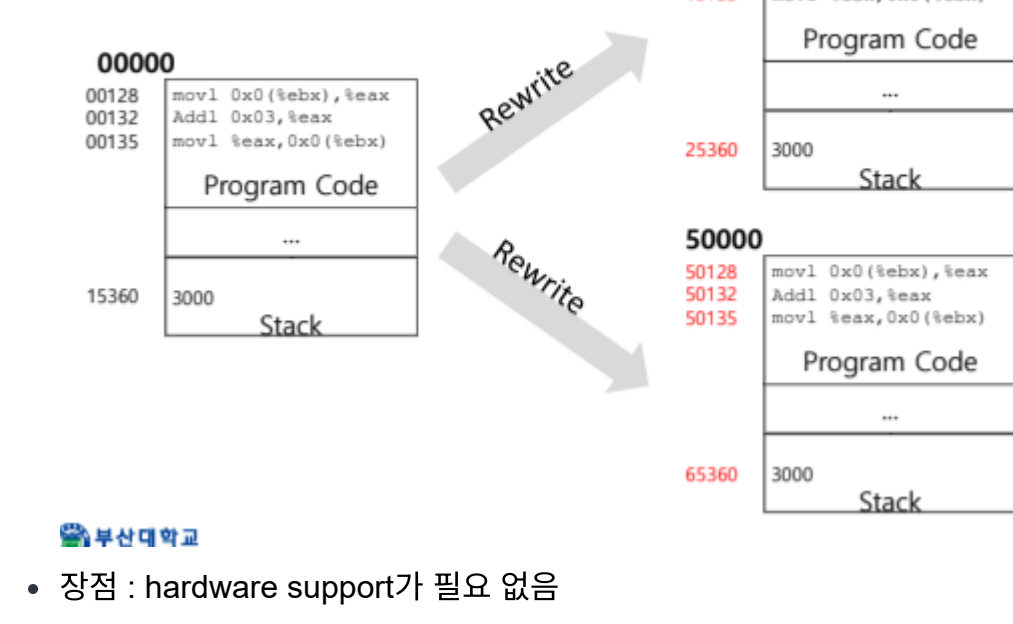 Program Code
...
25360 3000
Stack
00000
00128 movl 0x0(%ebx),%eax
00132 Addl 0x03,%eax
00135 movl %eax,0x0(%ebx)
Program Code
...
15360 3000
Stack
Rewrite
Rewrite
50000
50128 movl 0x0(%ebx),%eax
50132 Addl 0x03,%eax
50135 movl %eax,0x0(%ebx)
Program Code
...
65360 3000
Stack
부산대학교
• 장점 : hardware support가 필요 없음